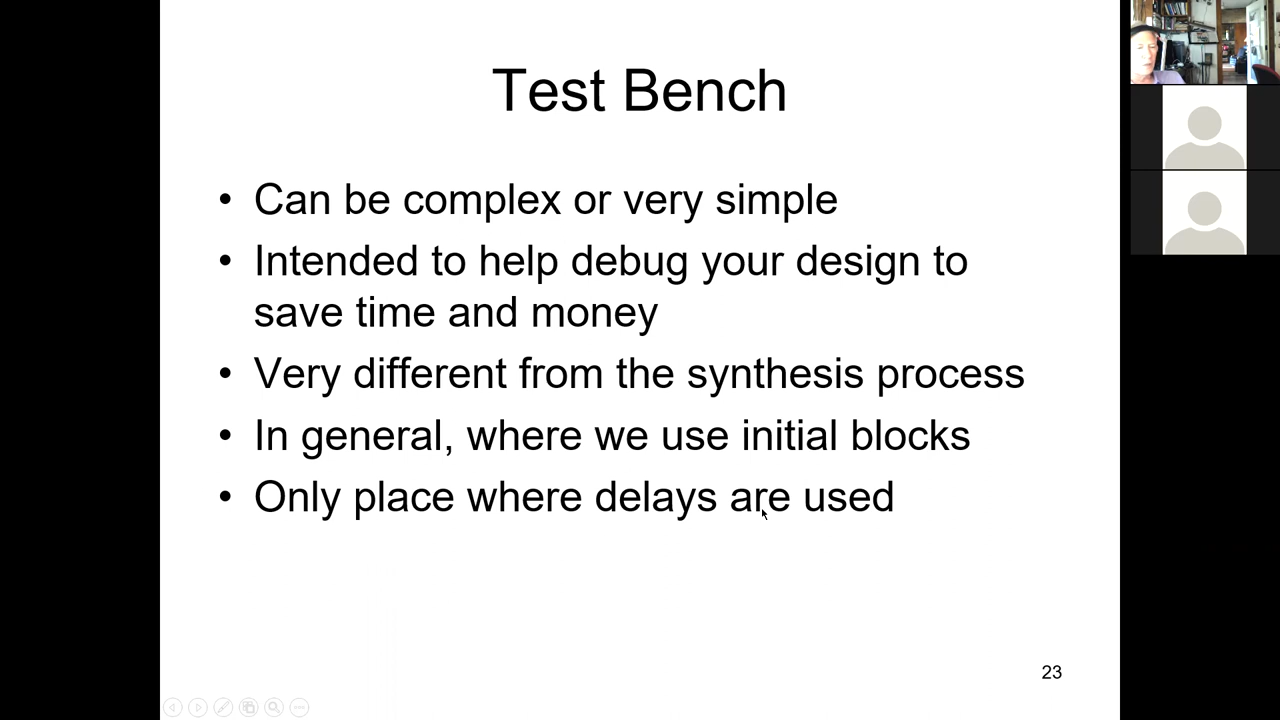 Test Bench
• Can be complex or very simple
• Intended to help debug your design to
save time and money
• Very different from the synthesis process
• In general, where we use initial blocks
• Only place where delays are used
23